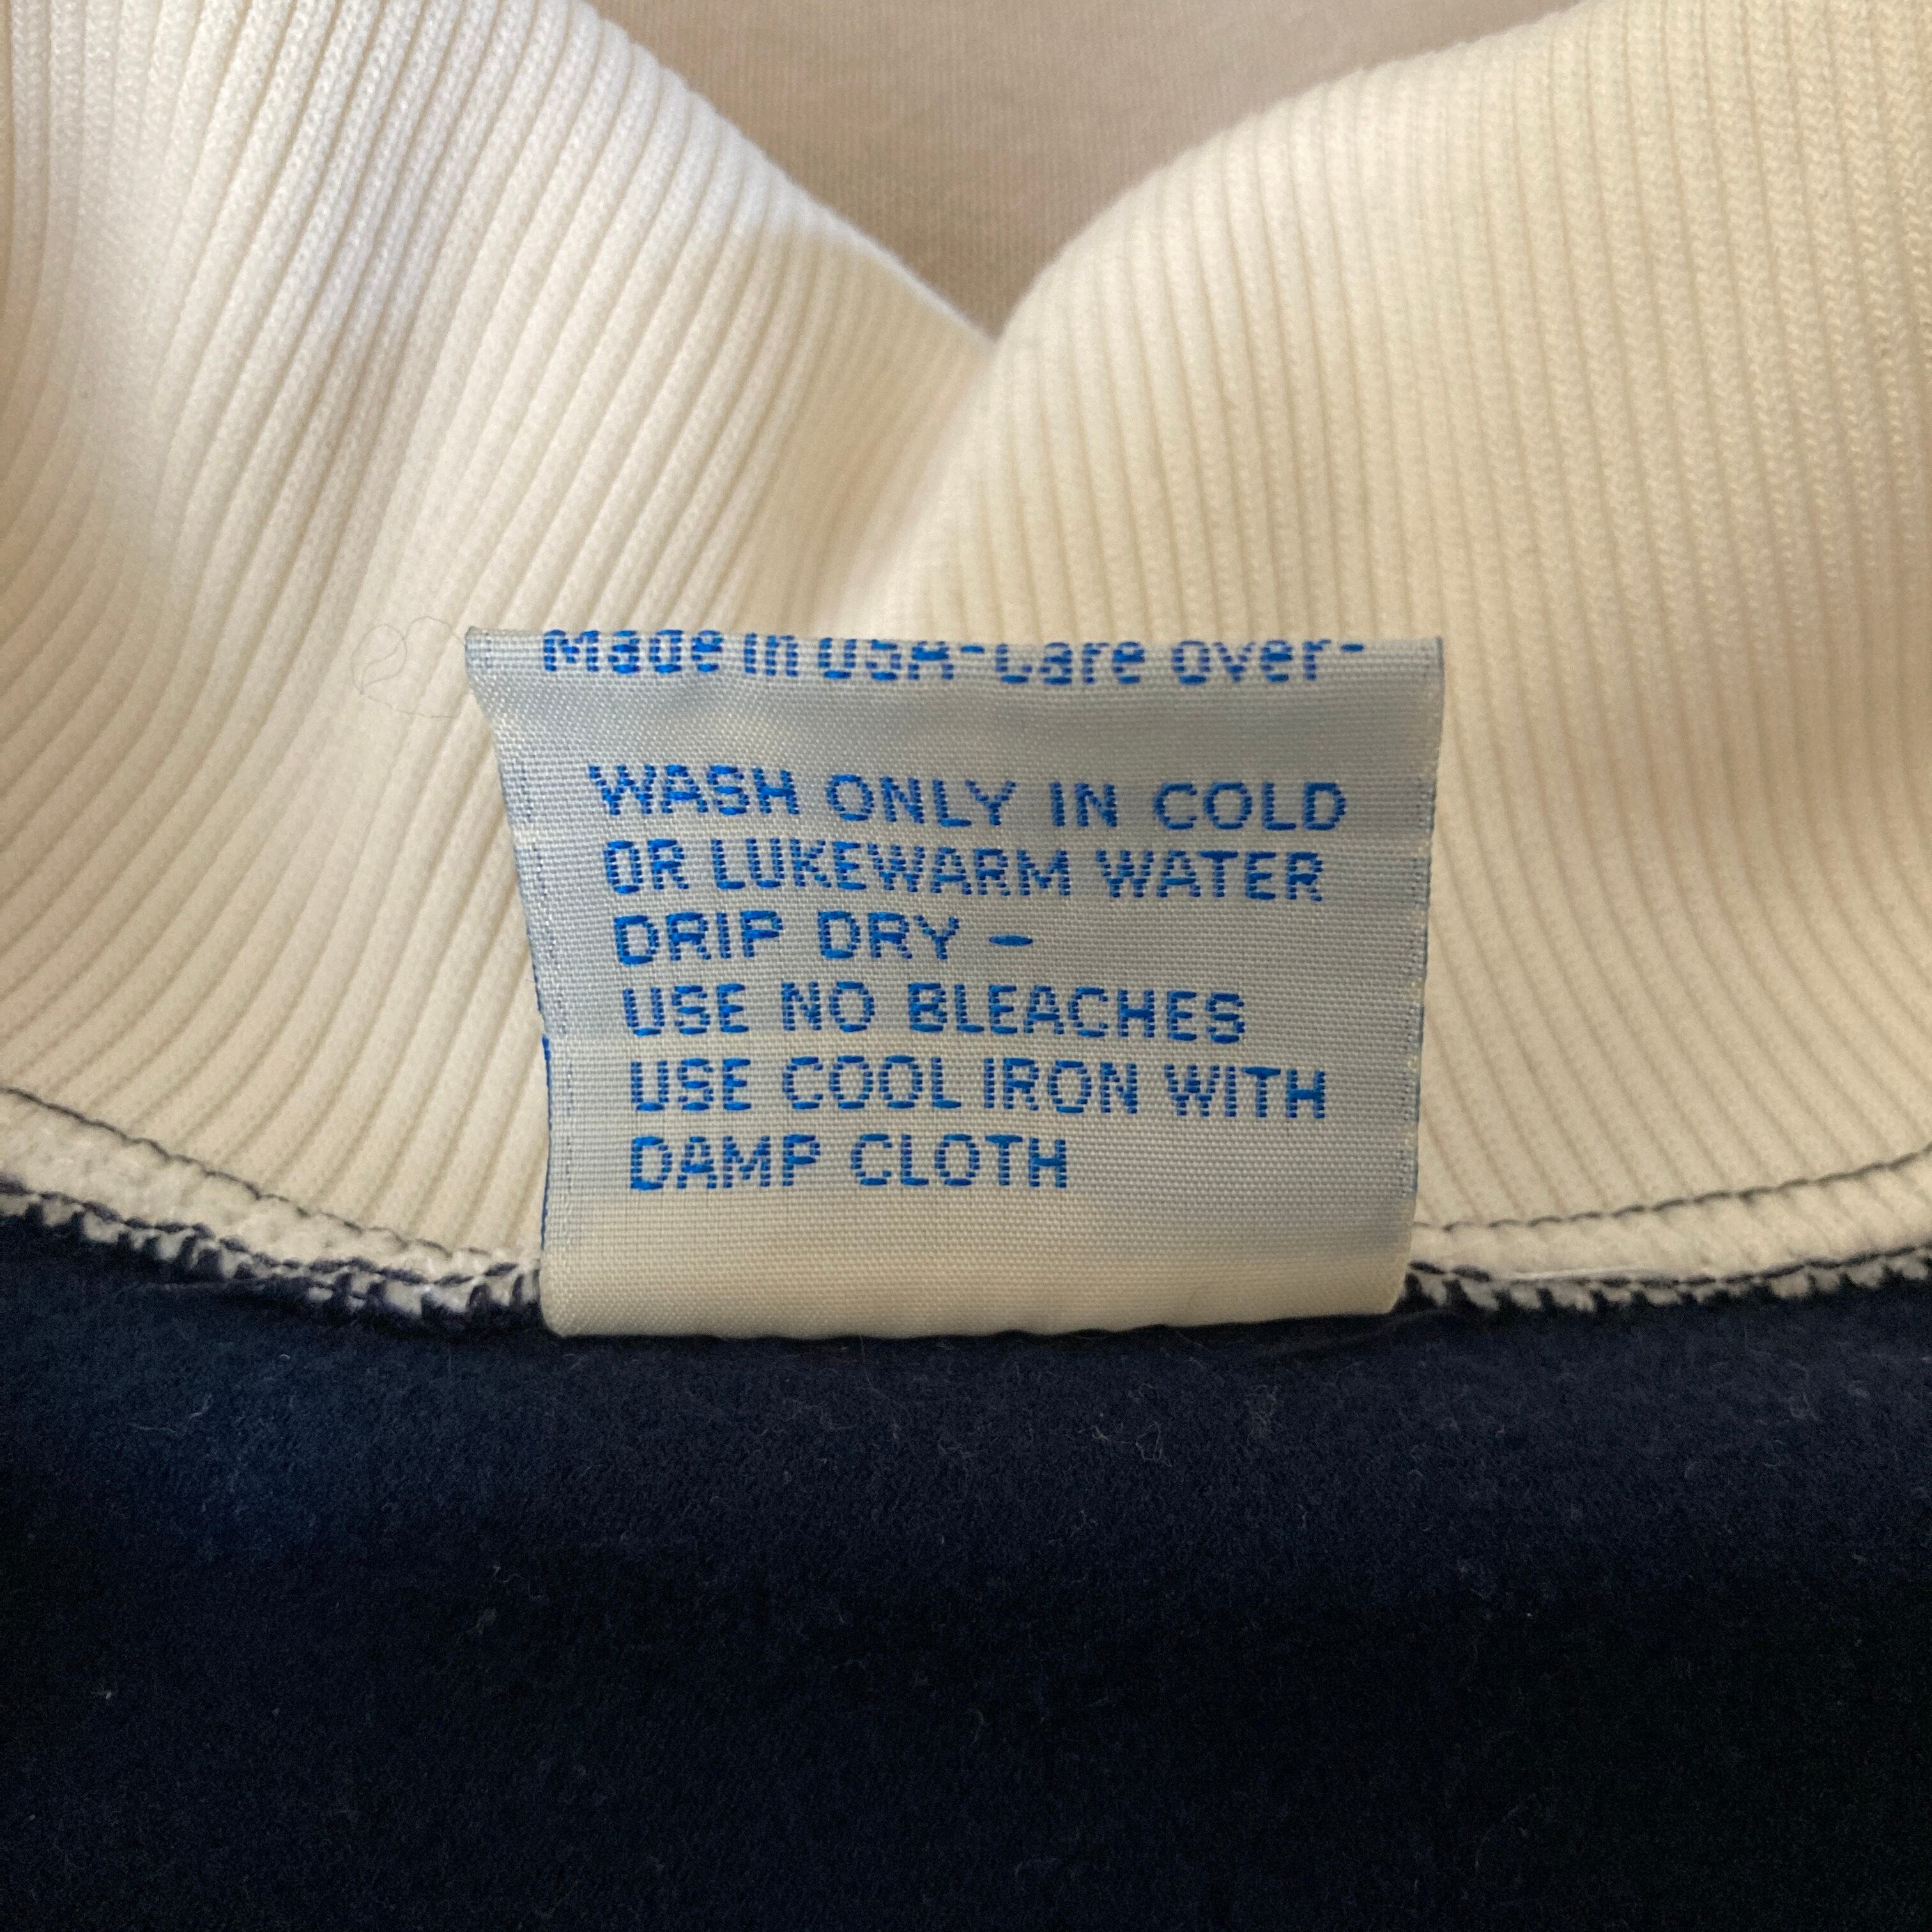 Made in USA-Care Over-
WASH ONLY IN COLD
OR LUKEWARM WATER
DRIP DRY –
USE NO BLEACHES
USE COOL IRON WITH
DAMP CLOTH